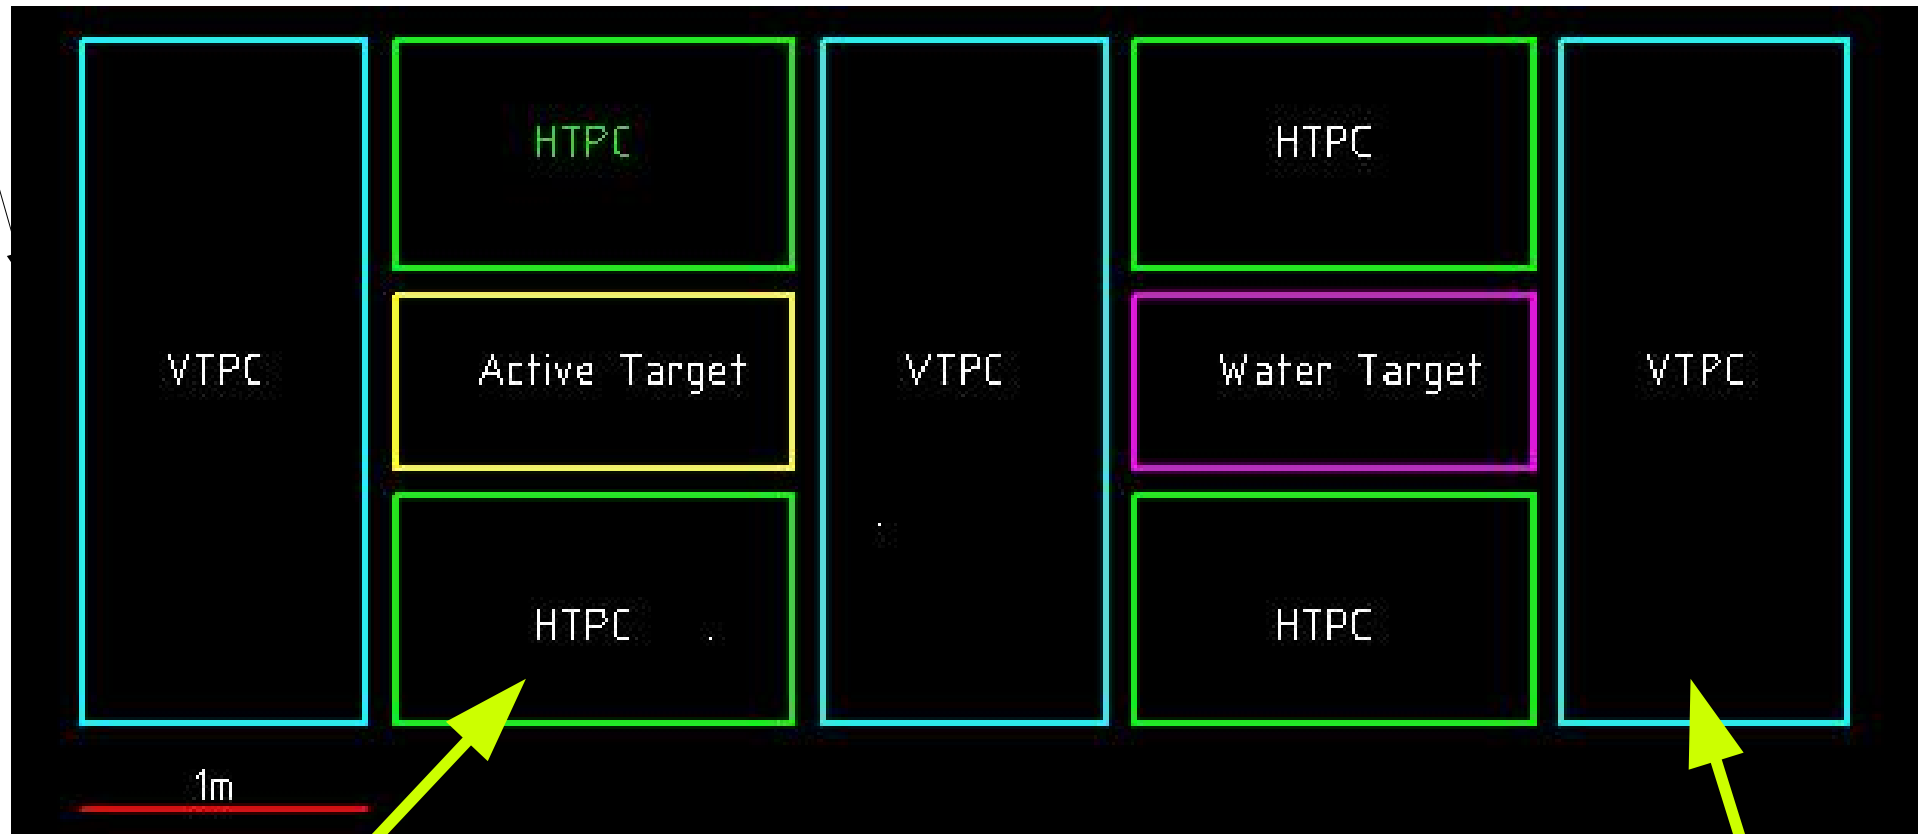 HTPC
HTPC
VTPC
Active Target
VTPC
Water Target
VTPC
HTPC
HTPC
1m